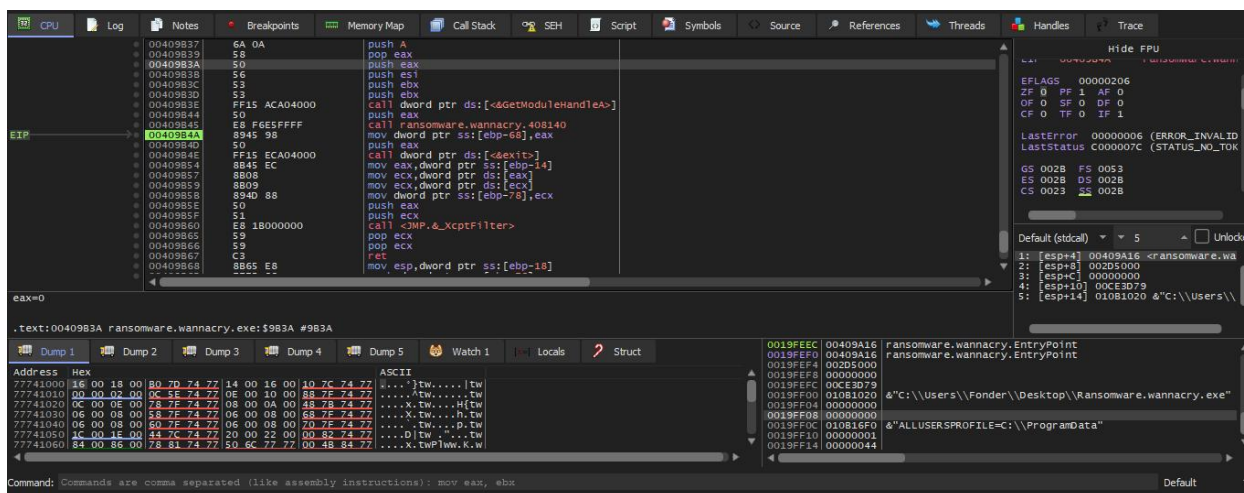 CPU Log Notes Breakpoints Memory Map Call Stack SEH Script Symbols Source References Threads Handles Trace
00409B37 6A 0A push A
00409B39 58 pop eax
00409B3A 50 push eax
00409B3B 56 push esi
00409B3C 53 push ebx
00409B3D 53 push ebx
00409B3E FF15 ACA04000 call dword ptr ds:[<&GetModuleHandleA>]
00409B44 50 push eax
00409B45 E8 F6E5FFFF call ransomware.wannacry.408140
EIP 00409B4A 8945 98 mov dword ptr ss:[ebp-68],eax
00409B4D 50 push eax
00409B4E FF15 ECA04000 call dword ptr ds:[<&exit>]
00409B54 8B45 EC mov eax,dword ptr ss:[ebp-14]
00409B57 8B08 mov ecx,dword ptr ds:[eax]
00409B59 8B09 mov ecx,dword ptr ds:[ecx]
00409B5B 894D 88 mov dword ptr ss:[ebp-78],ecx
00409B5E 50 push eax
00409B5F 51 push ecx
00409B60 E8 1B000000 call <JMP.&_XcptFilter>
00409B65 59 pop ecx
00409B66 59 pop ecx
00409B67 C3 ret
00409B68 8B65 E8 mov esp,dword ptr ss:[ebp-18]
Hide FPU
EFLAGS 00000206
ZF 0 PF 1 AF 0
OF 0 SF 0 DF 0
CF 0 TF 0 IF 1
LastError 00000006 (ERROR_INVALID
LastStatus C000007C (STATUS_NO_TOK
GS 002B FS 0053
ES 002B DS 002B
CS 0023 SS 002B
Default (stdcall) 5 Unlocke
1: [esp+4] 00409A16 <ransomware.wa
2: [esp+8] 002D5000
3: [esp+C] 00000000
4: [esp+10] 00CE3D79
5: [esp+14] 010B1020 &"C:\\Users\\
eax=0
.text:00409B3A ransomware.wannacry.exe:$9B3A #9B3A
Dump 1 Dump 2 Dump 3 Dump 4 Dump 5 Watch 1 Locals Struct
Address Hex ASCII
77741000 16 00 18 00 B0 7D 74 77 14 00 16 00 10 7C 74 77 ....°}tw.....|tw
77741010 00 00 02 00 0C 5E 74 77 0E 00 10 00 88 7F 74 77 .....^tw......tw
77741020 0C 00 0E 00 78 7F 74 77 08 00 0A 00 48 7B 74 77 ....x.tw....H{tw
77741030 06 00 08 00 58 7F 74 77 06 00 08 00 68 7F 74 77 ....X.tw....h.tw
77741040 06 00 08 00 60 7F 74 77 06 00 08 00 70 7F 74 77 ....`.tw....p.tw
77741050 1C 00 1E 00 44 7C 74 77 20 00 22 00 00 82 74 77 ....D|tw ."...tw
77741060 84 00 86 00 78 81 74 77 50 6C 77 77 00 4B 84 77 ....x.twPlww.K.w
0019FEEC 00409A16 ransomware.wannacry.EntryPoint
0019FEF0 00409A16 ransomware.wannacry.EntryPoint
0019FEF4 002D5000
0019FEF8 00000000
0019FEFC 00CE3D79
0019FF00 010B1020 &"C:\\Users\\Fonder\\Desktop\\Ransomware.wannacry.exe"
0019FF04 00000000
0019FF08 00000000
0019FF0C 010B16F0 &"ALLUSERSPROFILE=C:\\ProgramData"
0019FF10 00000001
0019FF14 00000044
Command: Commands are comma separated (like assembly instructions): mov eax, ebx Default